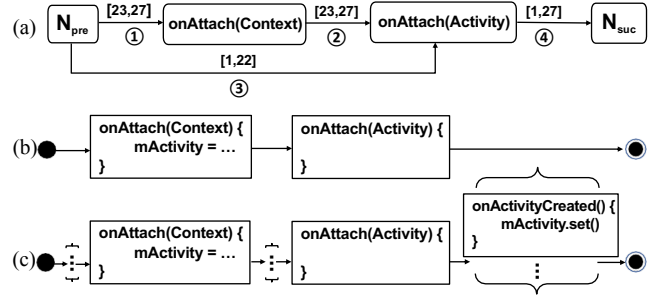 (a) N_pre [23,27] onAttach(Context) [23,27] onAttach(Activity) [1,27] N_suc
① ② ④
[1,22]
③
(b) onAttach(Context) { onAttach(Activity) {
mActivity = ...
} }
onActivityCreated() {
mActivity.set()
}
(c) onAttach(Context) { onAttach(Activity) {
mActivity = ...
} }